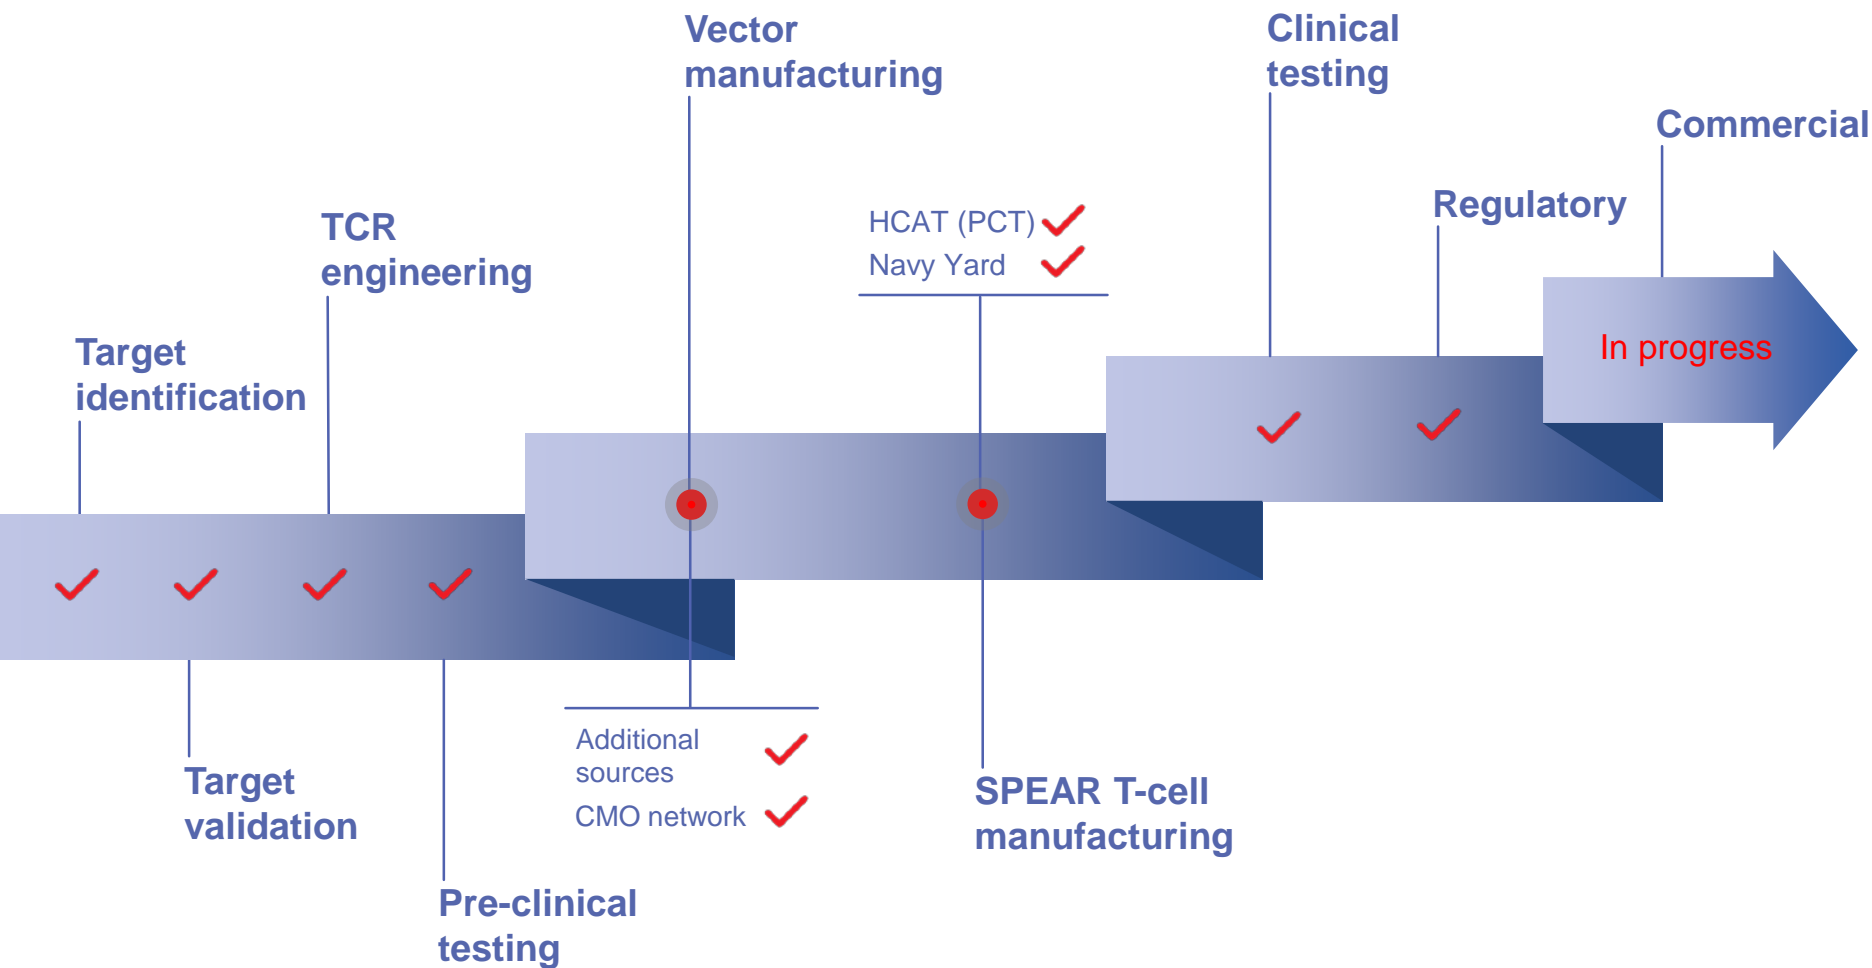 Target
identification
Target
validation
TCR
engineering
Pre-clinical
testing
Vector
manufacturing
Additional
sources
CMO network
HCAT (PCT)
Navy Yard
SPEAR T-cell
manufacturing
Clinical
testing
Regulatory
Commercial
In progress